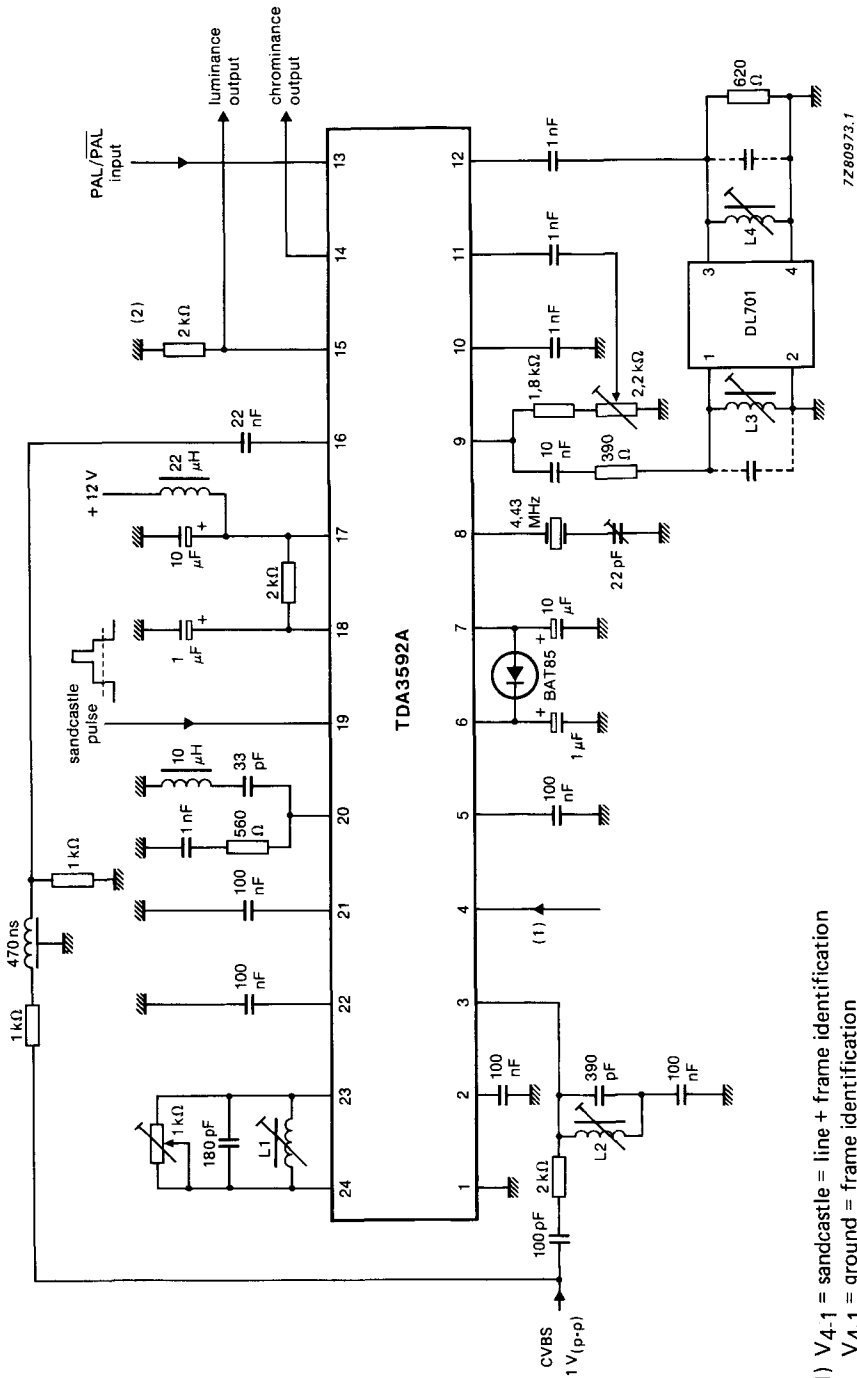 PAL/PAL
input
luminance
output
chrominance
output
(2)
2 kΩ
22
nF
+ 12 V
22
μH
10
μF
+
2 kΩ
1
μF
+
sandcastle
pulse
10
μH
33
pF
1 nF
560
Ω
1 kΩ
470 ns
1 kΩ
100
nF
100
nF
1 kΩ
180 pF
L1
24
23
22
21
20
19
18
17
16
15
14
13
TDA3592A
1
2
3
4
5
6
7
8
9
10
11
12
CVBS
1 V(p-p)
100 pF
2 kΩ
L2
390
pF
100
nF
100
nF
(1)
100
nF
1 μF
+
BAT85
+
10
μF
4,43
MHz
22 pF
10
nF
390
Ω
1,8 kΩ
2,2 kΩ
1 nF
1 nF
1 nF
L3
1
2
DL701
3
4
L4
620
Ω
7Z80973.1
1) V4-1 = sandcastle = line + frame identification
V4-1 = ground = frame identification